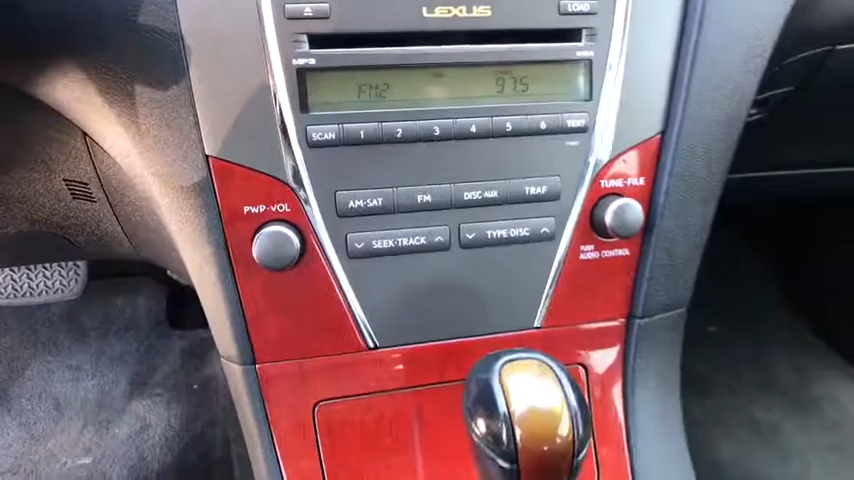 LEXUS
LOAD
MP3
WMA
FM2 97.5
SCAN 1 2 3 4 5 6 TEXT
AM·SAT FM DISC·AUX TRAF
SEEK·TRACK TYPE·DISC
PWR·VOL
TUNE·FILE
PUSH AUDIO CONTROL